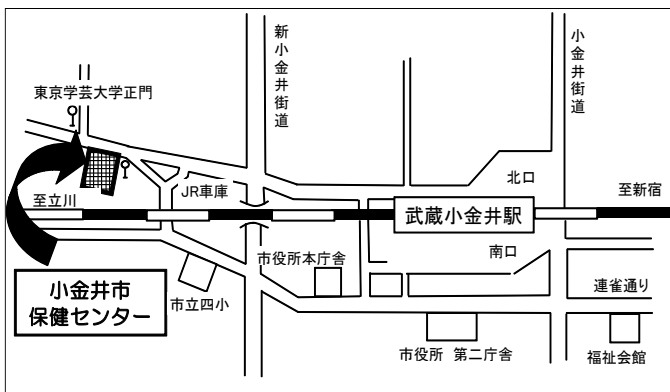 新小金井街道
小金井街道
東京学芸大学正門
北口
至新宿
JR車庫
至立川
武蔵小金井駅
南口
市役所本庁舎
連雀通り
小金井市
保健センター
市立四小
市役所 第二庁舎
福祉会館